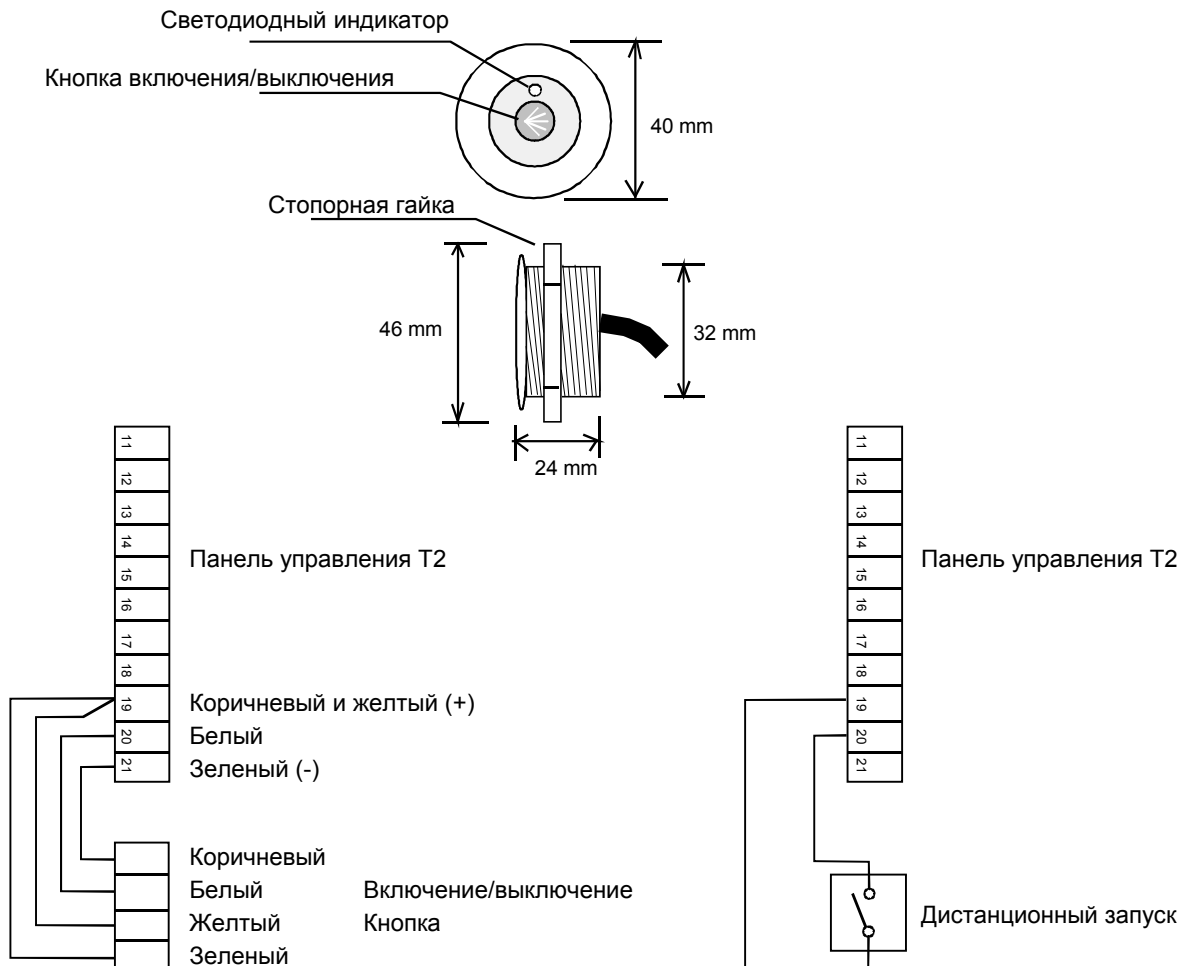 Светодиодный индикатор
Кнопка включения/выключения
40 mm
Стопорная гайка
46 mm
32 mm
24 mm
11
12
13
14
15
16
17
18
19
20
21
Панель управления T2
Коричневый и желтый (+)
Белый
Зеленый (-)
Коричневый
Белый Включение/выключение
Желтый Кнопка
Зеленый
11
12
13
14
15
16
17
18
19
20
21
Панель управления T2
Дистанционный запуск